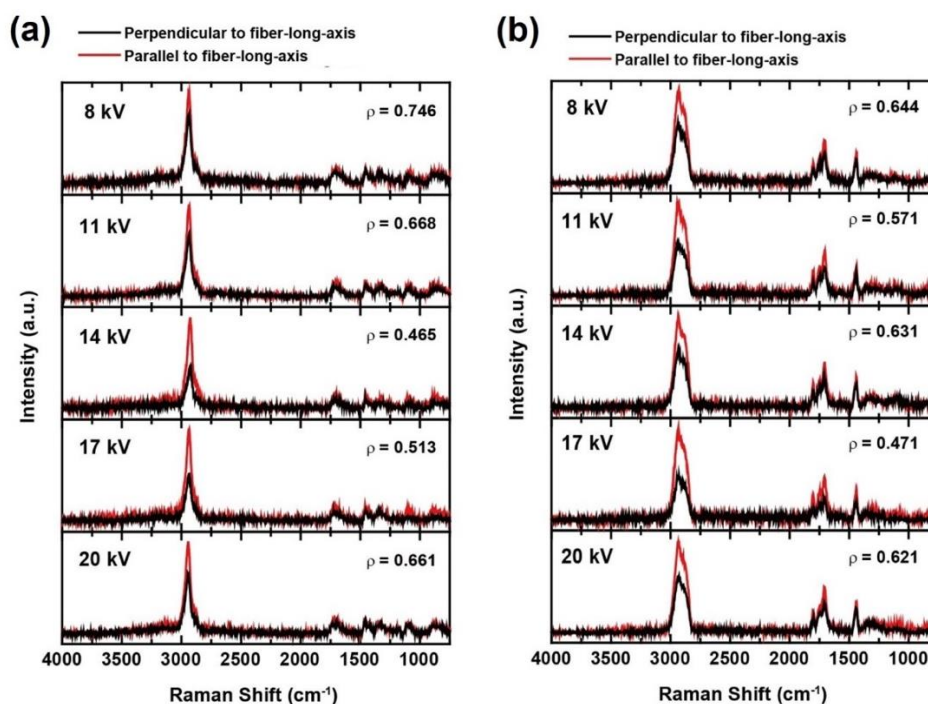 (a)
Perpendicular to fiber-long-axis
Parallel to fiber-long-axis
8 kV
ρ = 0.746
11 kV
ρ = 0.668
14 kV
ρ = 0.465
17 kV
ρ = 0.513
20 kV
ρ = 0.661
Intensity (a.u.)
4000 3500 3000 2500 2000 1500 1000
Raman Shift (cm⁻¹)
(b)
Perpendicular to fiber-long-axis
Parallel to fiber-long-axis
8 kV
ρ = 0.644
11 kV
ρ = 0.571
14 kV
ρ = 0.631
17 kV
ρ = 0.471
20 kV
ρ = 0.621
Intensity (a.u.)
4000 3500 3000 2500 2000 1500 1000
Raman Shift (cm⁻¹)